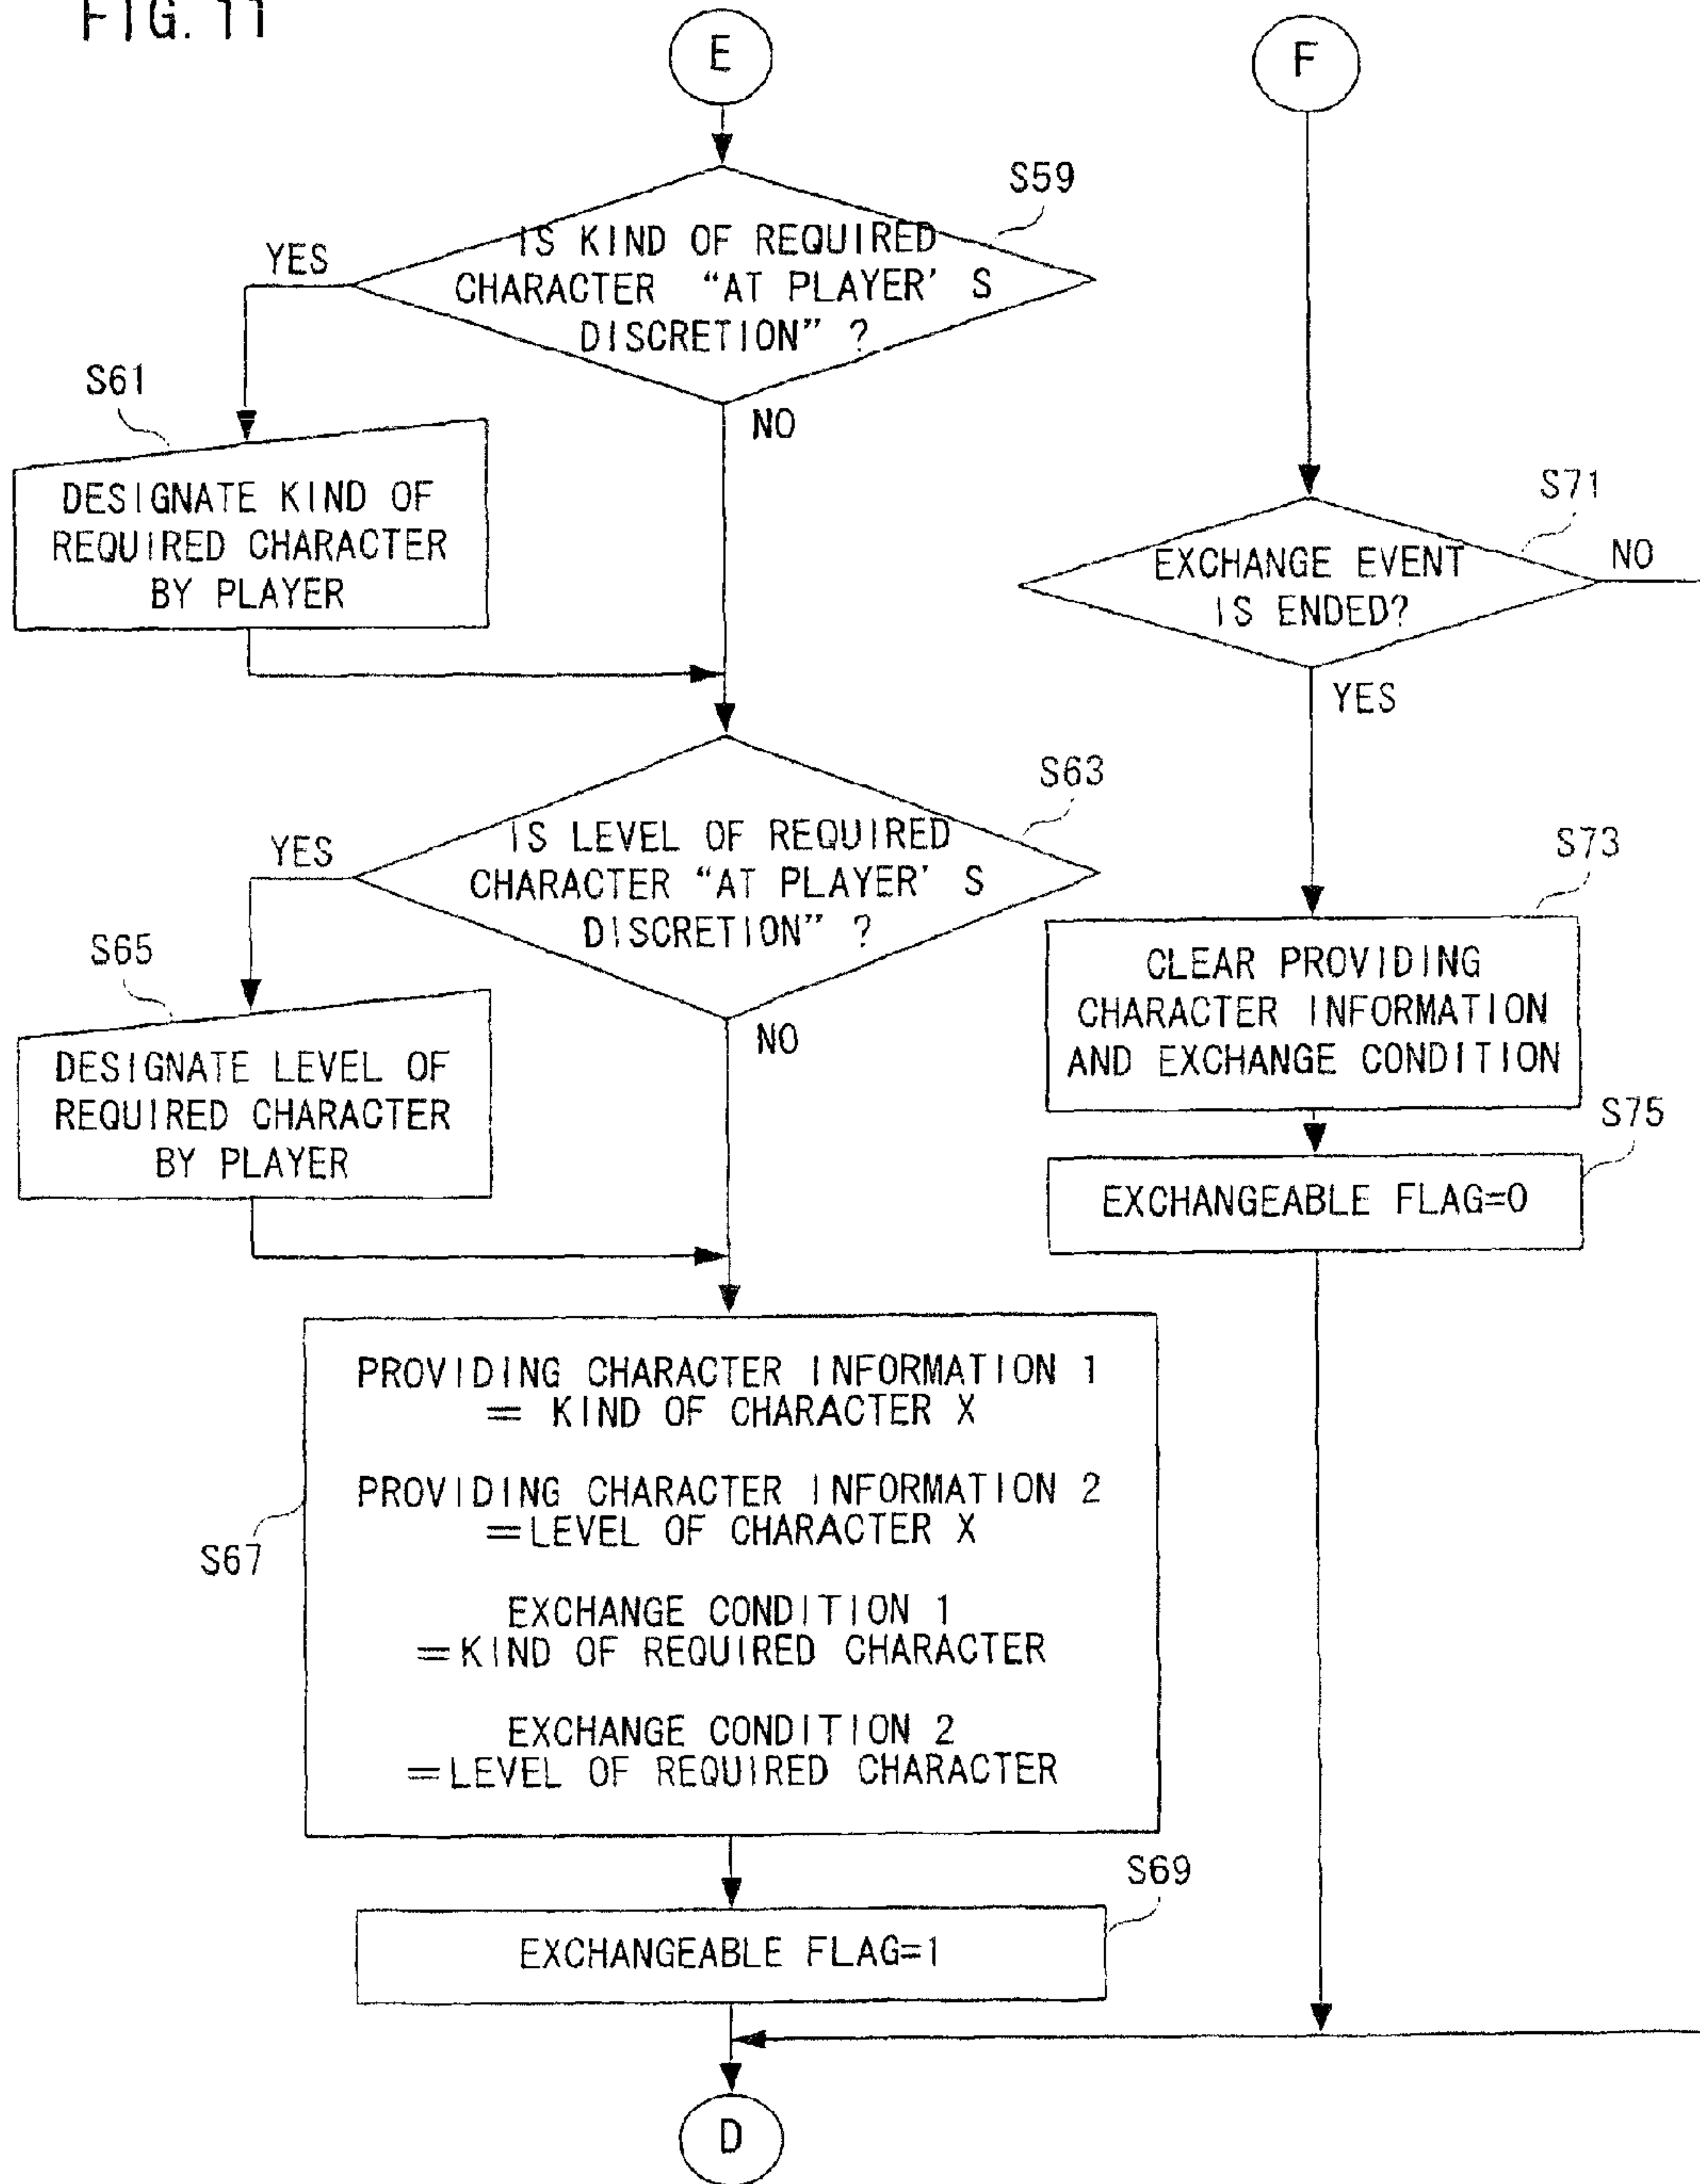 FIG. 11
E
F
S59
IS KIND OF REQUIRED
CHARACTER "AT PLAYER' S
DISCRETION" ?
YES
NO
S61
DESIGNATE KIND OF
REQUIRED CHARACTER
BY PLAYER
S71
EXCHANGE EVENT
IS ENDED?
NO
YES
S63
IS LEVEL OF REQUIRED
CHARACTER "AT PLAYER' S
DISCRETION" ?
YES
NO
S65
DESIGNATE LEVEL OF
REQUIRED CHARACTER
BY PLAYER
S73
CLEAR PROVIDING
CHARACTER INFORMATION
AND EXCHANGE CONDITION
S75
EXCHANGEABLE FLAG=0
S67
PROVIDING CHARACTER INFORMATION 1
= KIND OF CHARACTER X
PROVIDING CHARACTER INFORMATION 2
=LEVEL OF CHARACTER X
EXCHANGE CONDITION 1
=KIND OF REQUIRED CHARACTER
EXCHANGE CONDITION 2
=LEVEL OF REQUIRED CHARACTER
S69
EXCHANGEABLE FLAG=1
D